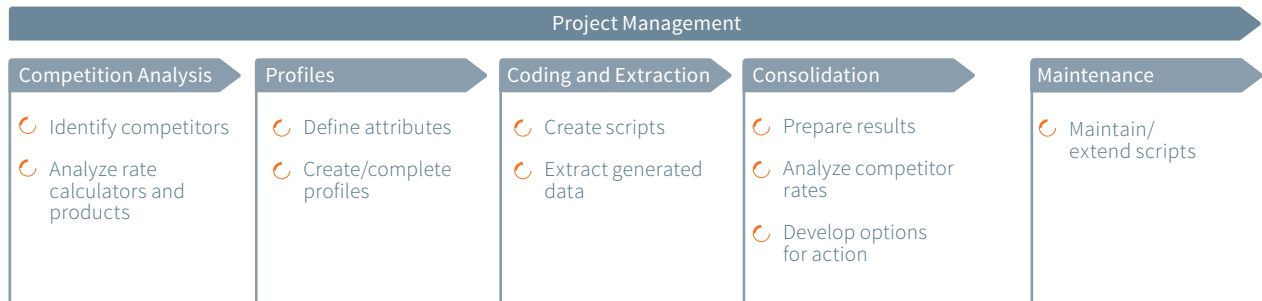 Project Management
Competition Analysis
Identify competitors
Analyze rate
calculators and
products
Profiles
Define attributes
Create/complete
profiles
Coding and Extraction
Create scripts
Extract generated
data
Consolidation
Prepare results
Analyze competitor
rates
Develop options
for action
Maintenance
Maintain/
extend scripts